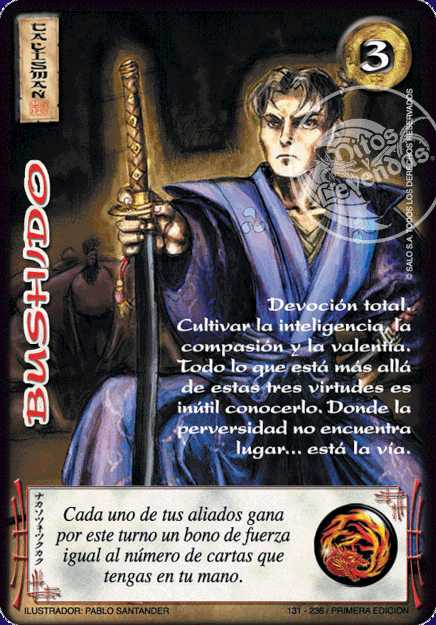 TALISMAN
3
Mitos y Leyendas
© SALO S.A. TODOS LOS DERECHOS RESERVADOS
BUSHIDO
Devoción total.
Cultivar la inteligencia, la
compasión y la valentía.
Todo lo que está más allá
de estas tres virtudes es
inútil conocerlo. Donde la
perversidad no encuentra
lugar... está la vía.
Cada uno de tus aliados gana
por este turno un bono de fuerza
igual al número de cartas que
tengas en tu mano.
ILUSTRADOR: PABLO SANTANDER
131 - 236 / PRIMERA EDICION